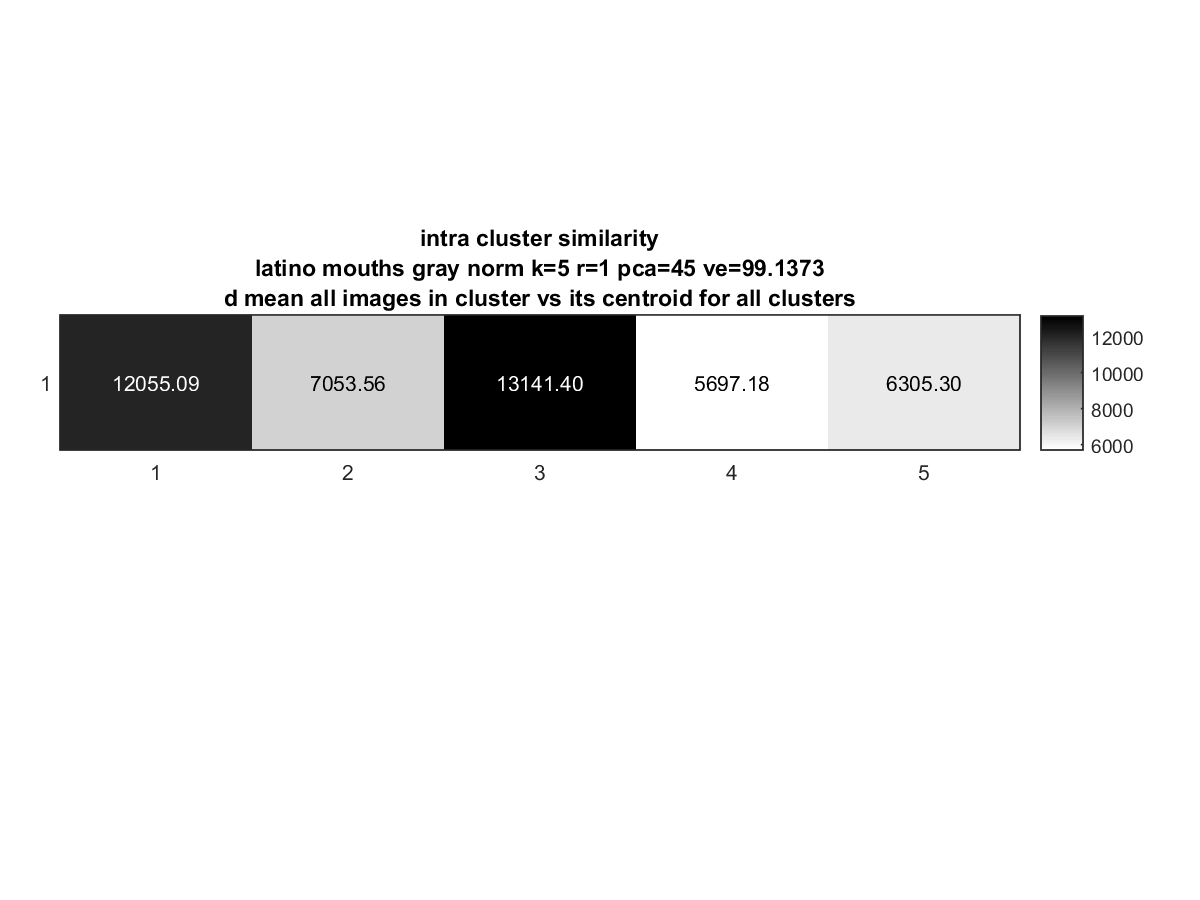 intra cluster similarity
latino mouths gray norm k=5 r=1 pca=45 ve=99.1373
d mean all images in cluster vs its centroid for all clusters
1 12055.09 7053.56 13141.40 5697.18 6305.30
1 2 3 4 5
12000
10000
8000
6000